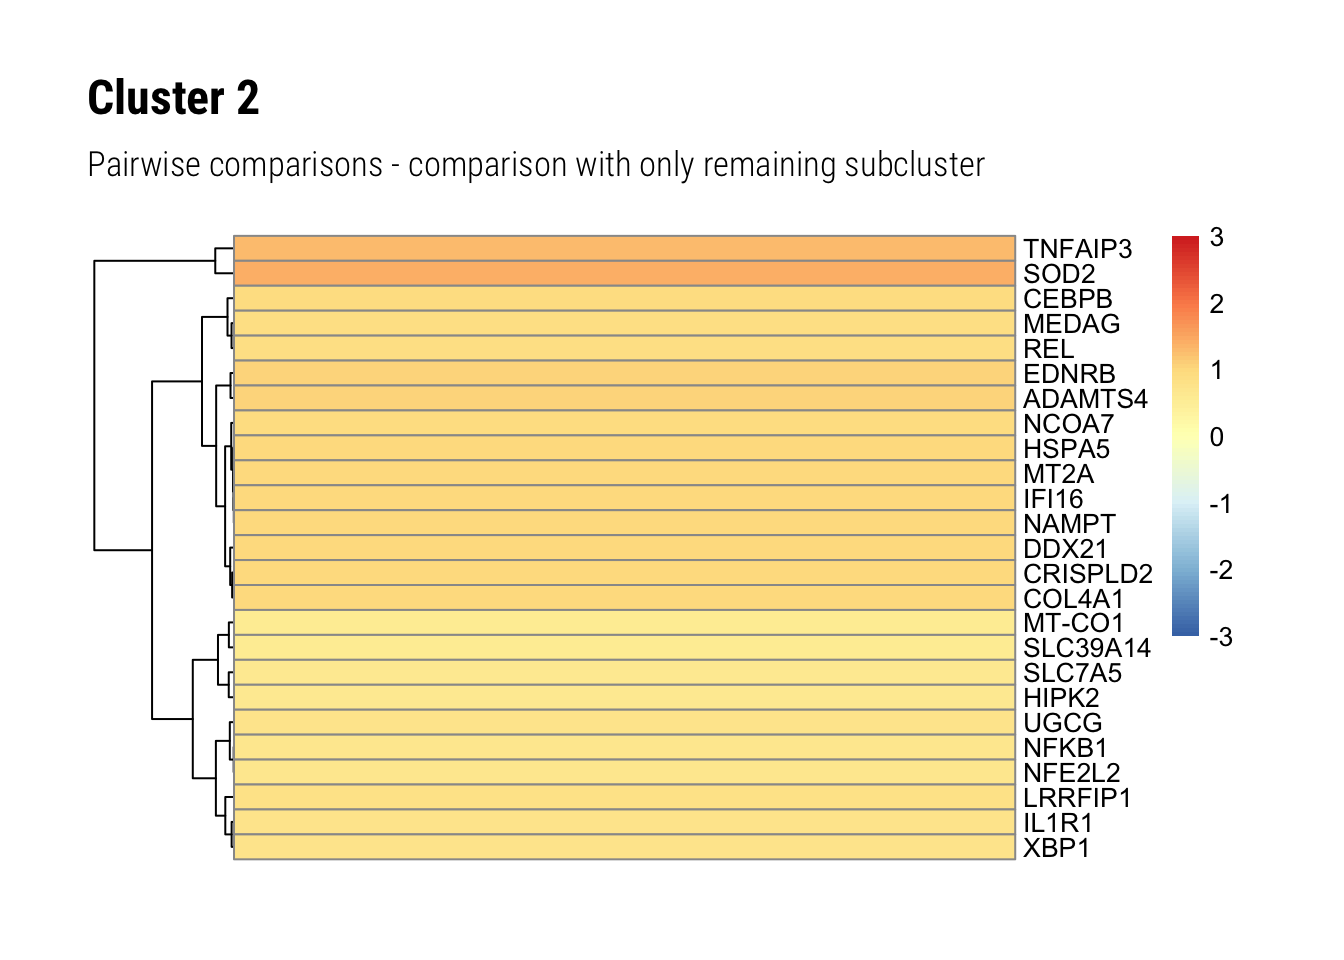 Cluster 2
Pairwise comparisons - comparison with only remaining subcluster
TNFAIP3
SOD2
CEBPB
MEDAG
REL
EDNRB
ADAMTS4
NCOA7
HSPA5
MT2A
IFI16
NAMPT
DDX21
CRISPLD2
COL4A1
MT-CO1
SLC39A14
SLC7A5
HIPK2
UGCG
NFKB1
NFE2L2
LRRFIP1
IL1R1
XBP1
3
2
1
0
-1
-2
-3